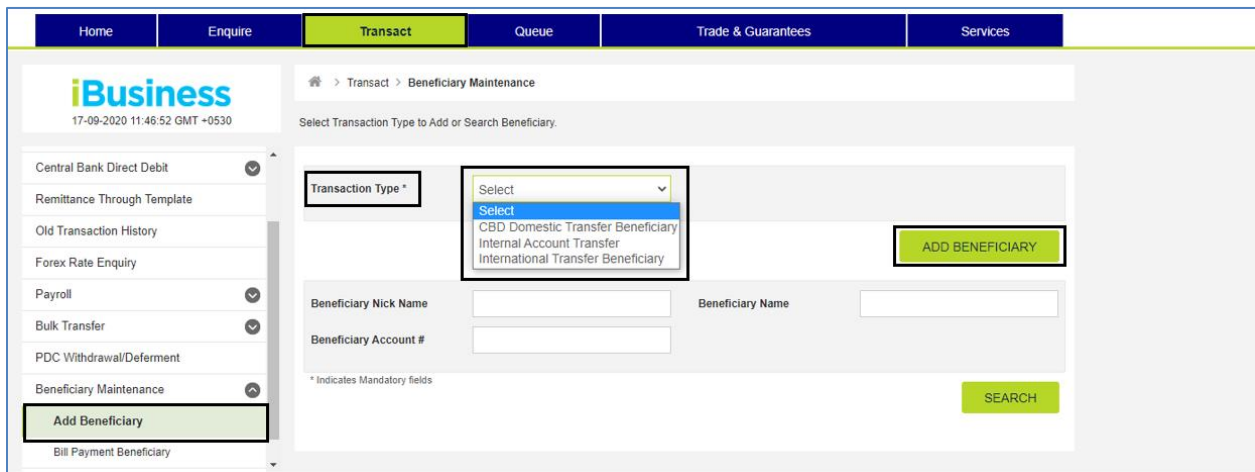 Home Enquire Transact Queue Trade & Guarantees Services
iBusiness
17-09-2020 11:46:52 GMT +0530
> Transact > Beneficiary Maintenance
Select Transaction Type to Add or Search Beneficiary.
Central Bank Direct Debit
Remittance Through Template
Old Transaction History
Forex Rate Enquiry
Payroll
Bulk Transfer
PDC Withdrawal/Deferment
Beneficiary Maintenance
Add Beneficiary
Bill Payment Beneficiary
Transaction Type *
Select
Select
CBD Domestic Transfer Beneficiary
Internal Account Transfer
International Transfer Beneficiary
ADD BENEFICIARY
Beneficiary Nick Name Beneficiary Name
Beneficiary Account #
* Indicates Mandatory fields
SEARCH